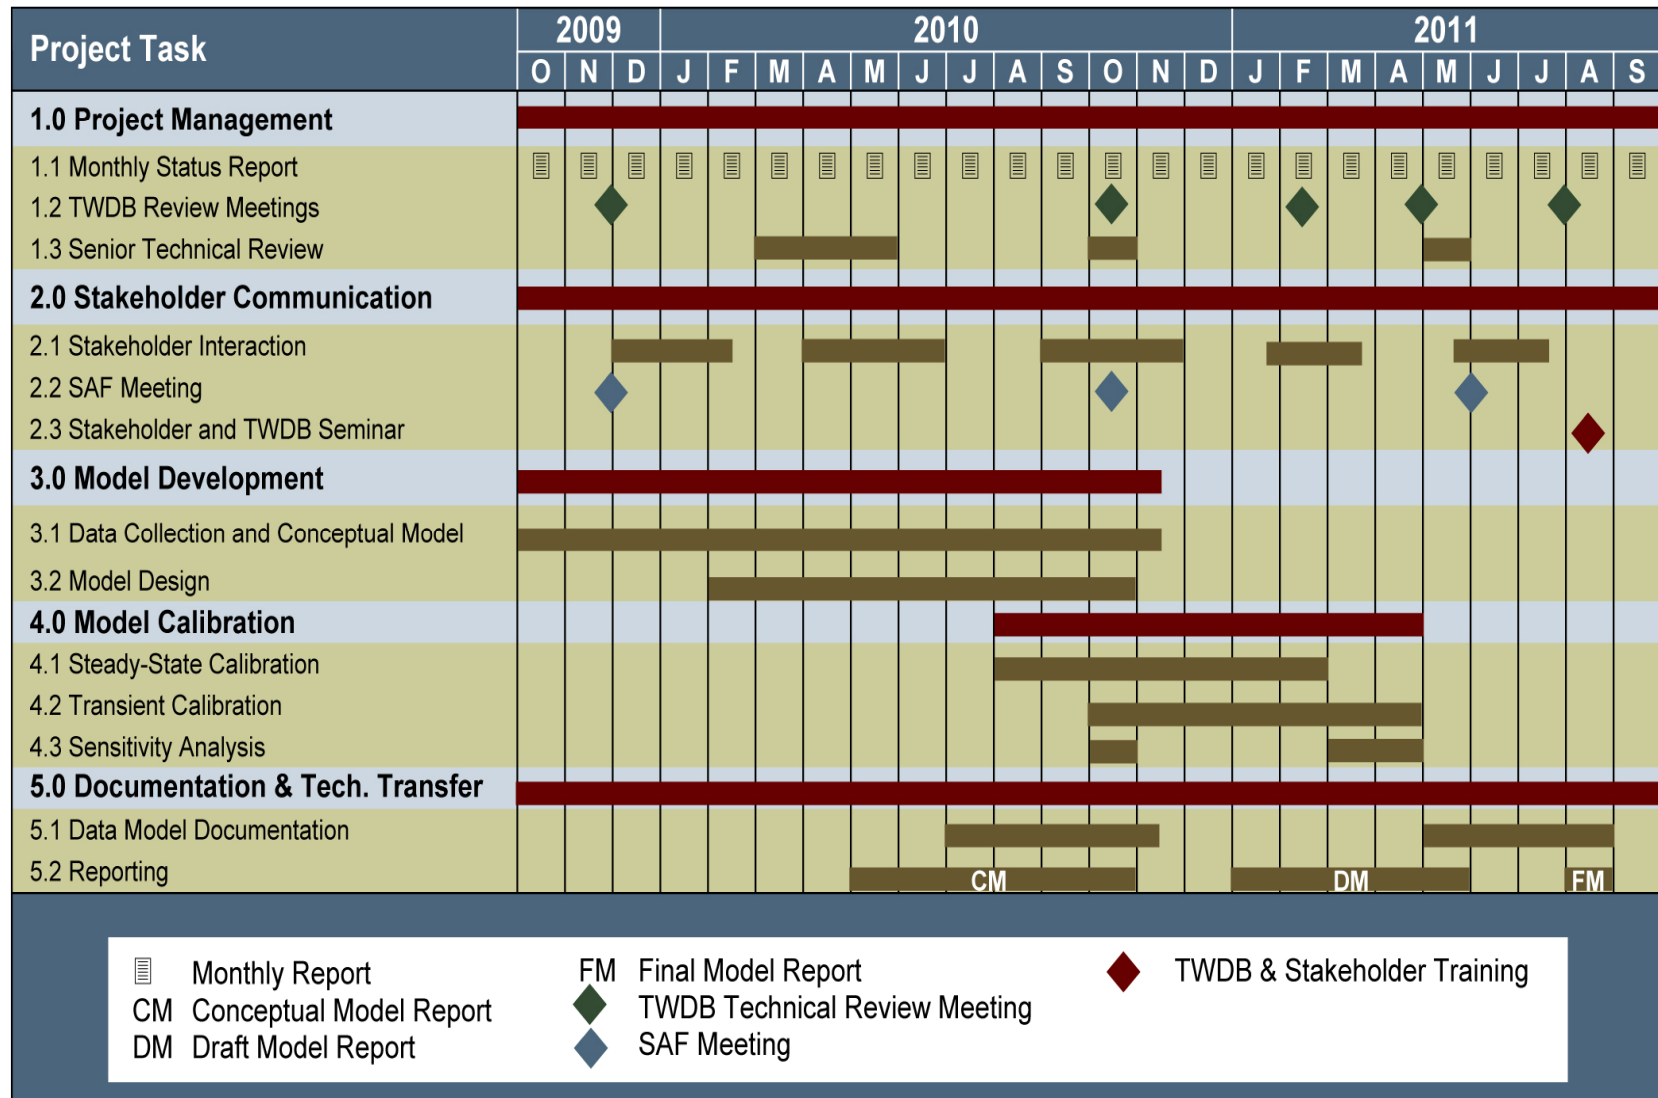 Project Task
2009 2010 2011
O N D J F M A M J J A S O N D J F M A M J J A S
1.0 Project Management
1.1 Monthly Status Report
1.2 TWDB Review Meetings
1.3 Senior Technical Review
2.0 Stakeholder Communication
2.1 Stakeholder Interaction
2.2 SAF Meeting
2.3 Stakeholder and TWDB Seminar
3.0 Model Development
3.1 Data Collection and Conceptual Model
3.2 Model Design
4.0 Model Calibration
4.1 Steady-State Calibration
4.2 Transient Calibration
4.3 Sensitivity Analysis
5.0 Documentation & Tech. Transfer
5.1 Data Model Documentation
5.2 Reporting CM DM FM
Monthly Report
CM Conceptual Model Report
DM Draft Model Report
FM Final Model Report
TWDB Technical Review Meeting
SAF Meeting
TWDB & Stakeholder Training